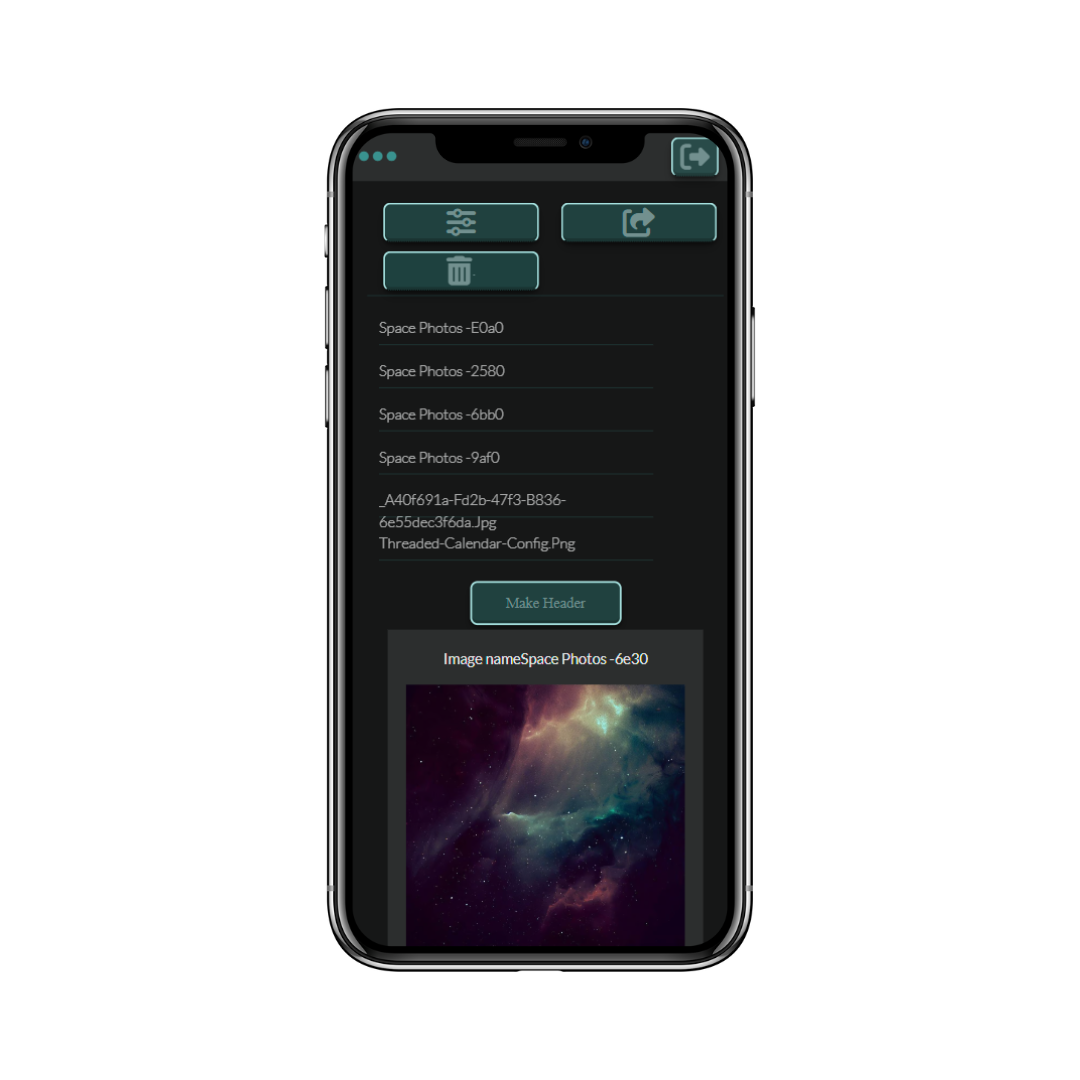 Space Photos -E0a0
Space Photos -2580
Space Photos -6bb0
Space Photos -9af0
_A40f691a-Fd2b-47f3-B836-
6e55dec3f6da.Jpg
Threaded-Calendar-Config.Png
Make Header
Image nameSpace Photos -6e30